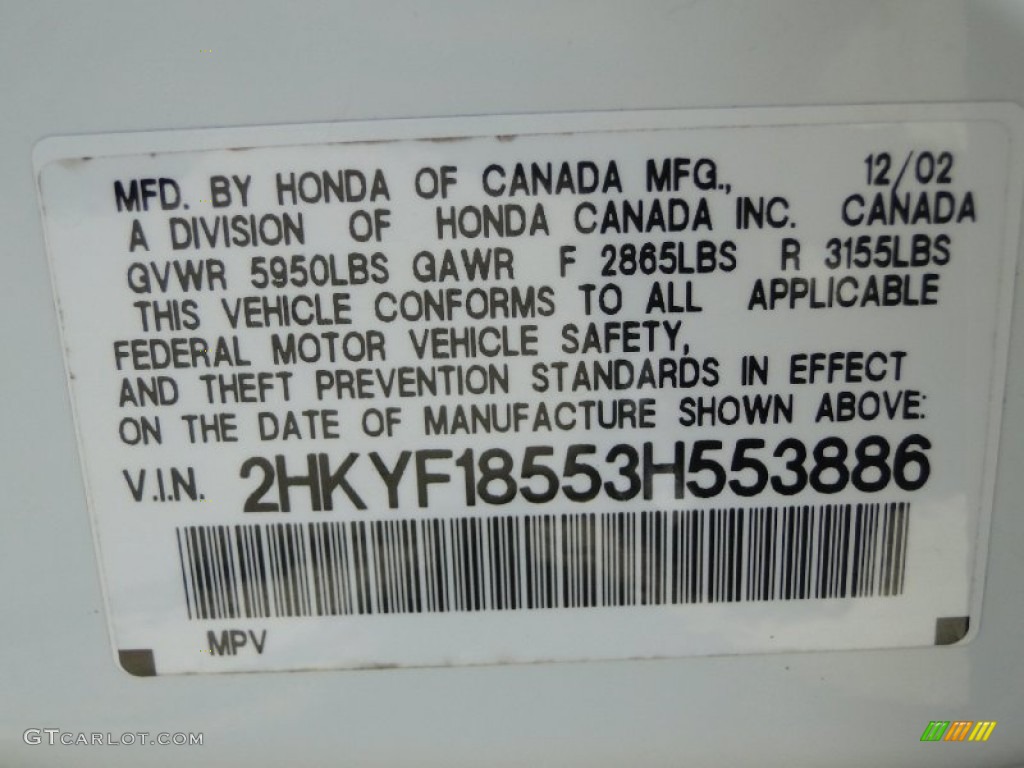 MFD. BY HONDA OF CANADA MFG., 12/02
A DIVISION OF HONDA CANADA INC. CANADA
GVWR 5950LBS GAWR F 2865LBS R 3155LBS
THIS VEHICLE CONFORMS TO ALL APPLICABLE
FEDERAL MOTOR VEHICLE SAFETY,
AND THEFT PREVENTION STANDARDS IN EFFECT
ON THE DATE OF MANUFACTURE SHOWN ABOVE:
V.I.N. 2HKYF18553H553886
MPV
GTCARLOT.COM